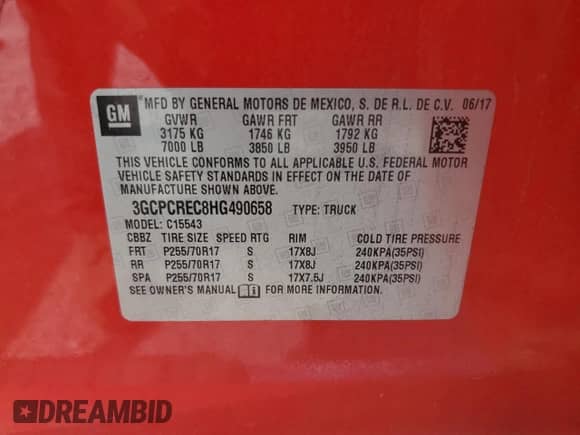 GM
MFD BY GENERAL MOTORS DE MEXICO, S. DE R.L. DE C.V. 06/17
GVWR GAWR FRT GAWR RR
3175 KG 1746 KG 1792 KG
7000 LB 3850 LB 3950 LB
THIS VEHICLE CONFORMS TO ALL APPLICABLE U.S. FEDERAL MOTOR
VEHICLE SAFETY STANDARDS IN EFFECT ON THE DATE OF
MANUFACTURE SHOWN ABOVE.
3GCPCREC8HG490658 TYPE: TRUCK
MODEL: C15543
CBBZ TIRE SIZE SPEED RTG RIM COLD TIRE PRESSURE
FRT P255/70R17 S 17X8J 240KPA(35PSI)
RR P255/70R17 S 17X8J 240KPA(35PSI)
SPA P255/70R17 S 17X7.5J 240KPA(35PSI)
SEE OWNER'S MANUAL FOR MORE INFORMATION.
DREAMBID